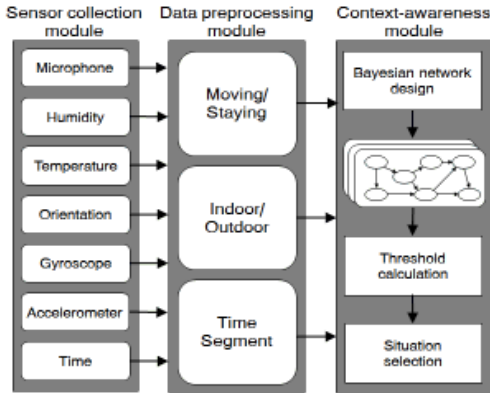 Sensor collection
module
Data preprocessing
module
Context-awareness
module
Microphone
Humidity
Temperature
Orientation
Gyroscope
Accelerometer
Time
Moving/
Staying
Indoor/
Outdoor
Time
Segment
Bayesian network
design
Threshold
calculation
Situation
selection